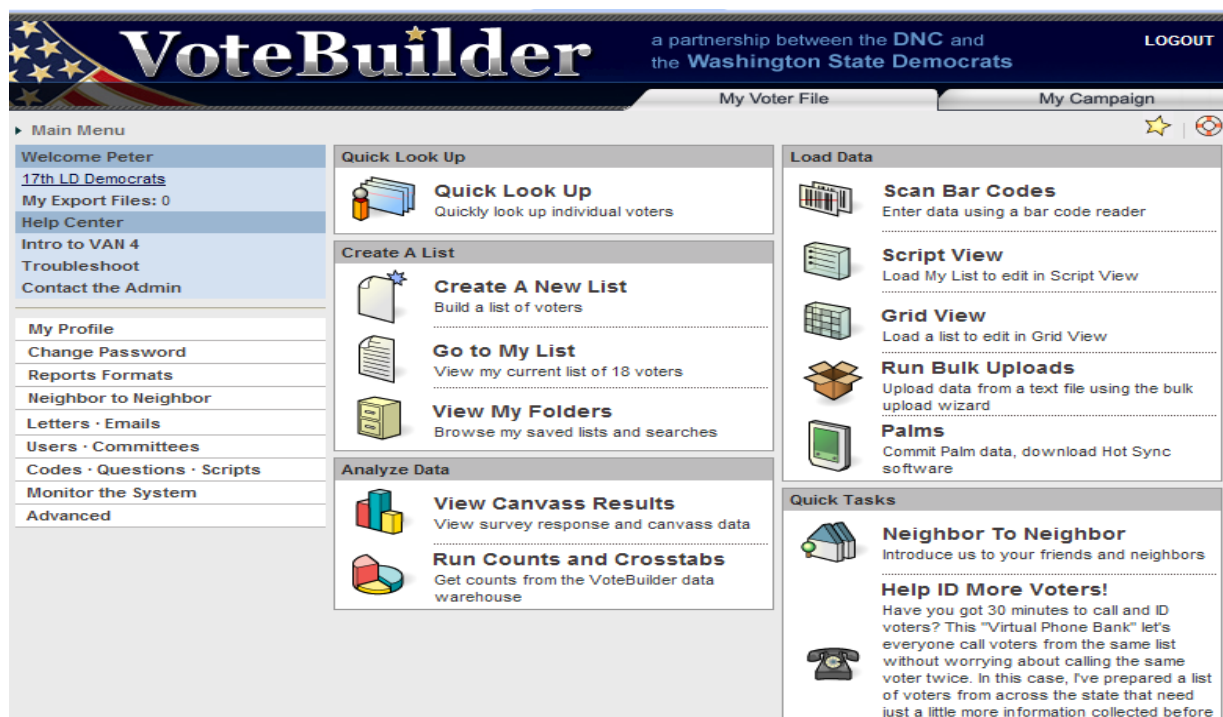 VoteBuilder
a partnership between the DNC and
the Washington State Democrats
LOGOUT
My Voter File
My Campaign
Main Menu
Welcome Peter
17th LD Democrats
My Export Files: 0
Help Center
Intro to VAN 4
Troubleshoot
Contact the Admin
My Profile
Change Password
Reports Formats
Neighbor to Neighbor
Letters · Emails
Users · Committees
Codes · Questions · Scripts
Monitor the System
Advanced
Quick Look Up
Quick Look Up
Quickly look up individual voters
Create A List
Create A New List
Build a list of voters
Go to My List
View my current list of 18 voters
View My Folders
Browse my saved lists and searches
Analyze Data
View Canvass Results
View survey response and canvass data
Run Counts and Crosstabs
Get counts from the VoteBuilder data
warehouse
Load Data
Scan Bar Codes
Enter data using a bar code reader
Script View
Load My List to edit in Script View
Grid View
Load a list to edit in Grid View
Run Bulk Uploads
Upload data from a text file using the bulk
upload wizard
Palms
Commit Palm data, download Hot Sync
software
Quick Tasks
Neighbor To Neighbor
Introduce us to your friends and neighbors
Help ID More Voters!
Have you got 30 minutes to call and ID
voters? This "Virtual Phone Bank" let's
everyone call voters from the same list
without worrying about calling the same
voter twice. In this case, I've prepared a list
of voters from across the state that need
just a little more information collected before